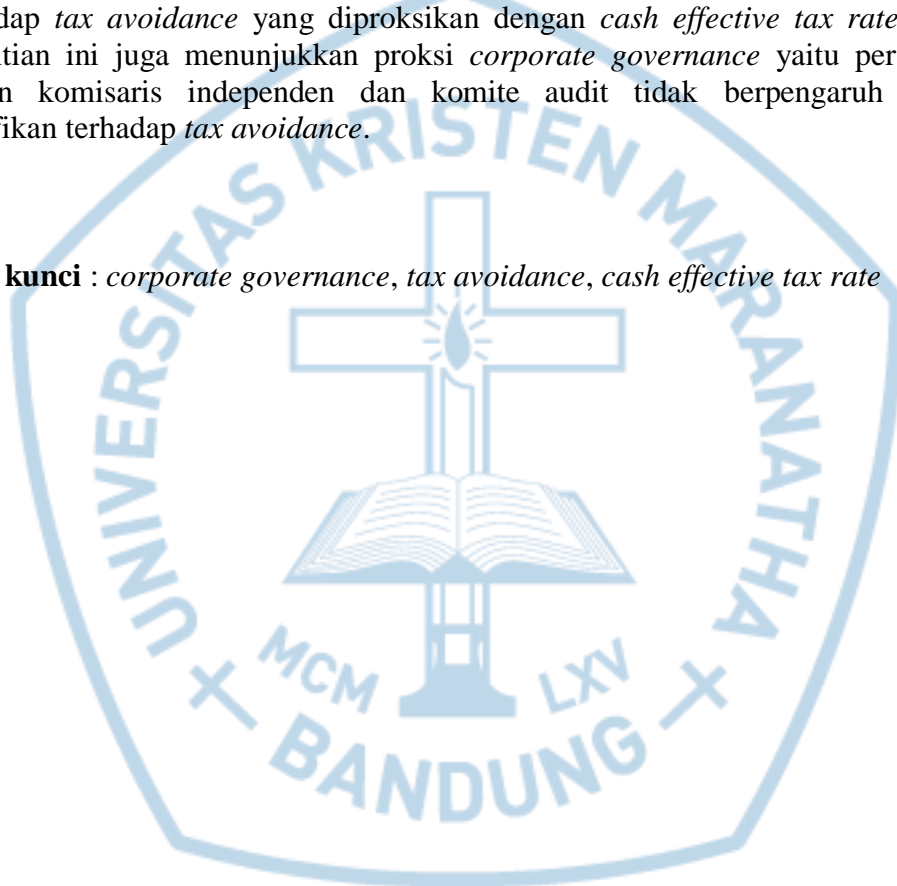 dap tax avoidance yang diproksikan dengan cash effective tax rate
itian ini juga menunjukkan proksi corporate governance yaitu per
n komisaris independen dan komite audit tidak berpengaruh
fikan terhadap tax avoidance.
kunci : corporate governance, tax avoidance, cash effective tax rate
UNIVERSITAS KRISTEN MARANATHA
MCM LXV
BANDUNG